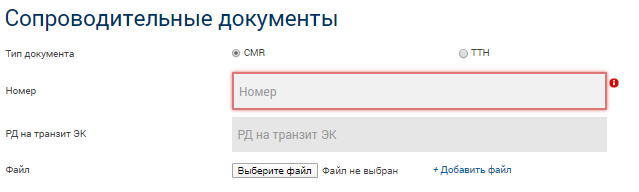 Сопроводительные документы
Тип документа CMR ТТН
Номер Номер
РД на транзит ЭК РД на транзит ЭК
Файл Выберите файл Файл не выбран + Добавить файл